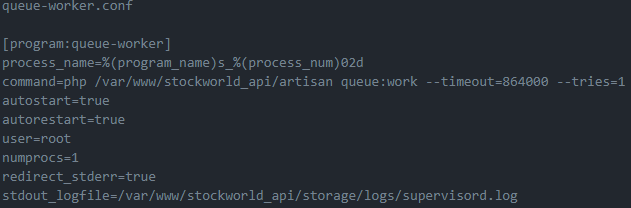 queue-worker.conf
[program:queue-worker]
process_name=%(program_name)s_%(process_num)02d
command=php /var/www/stockworld_api/artisan queue:work --timeout=864000 --tries=1
autostart=true
autorestart=true
user=root
numprocs=1
redirect_stderr=true
stdout_logfile=/var/www/stockworld_api/storage/logs/supervisord.log